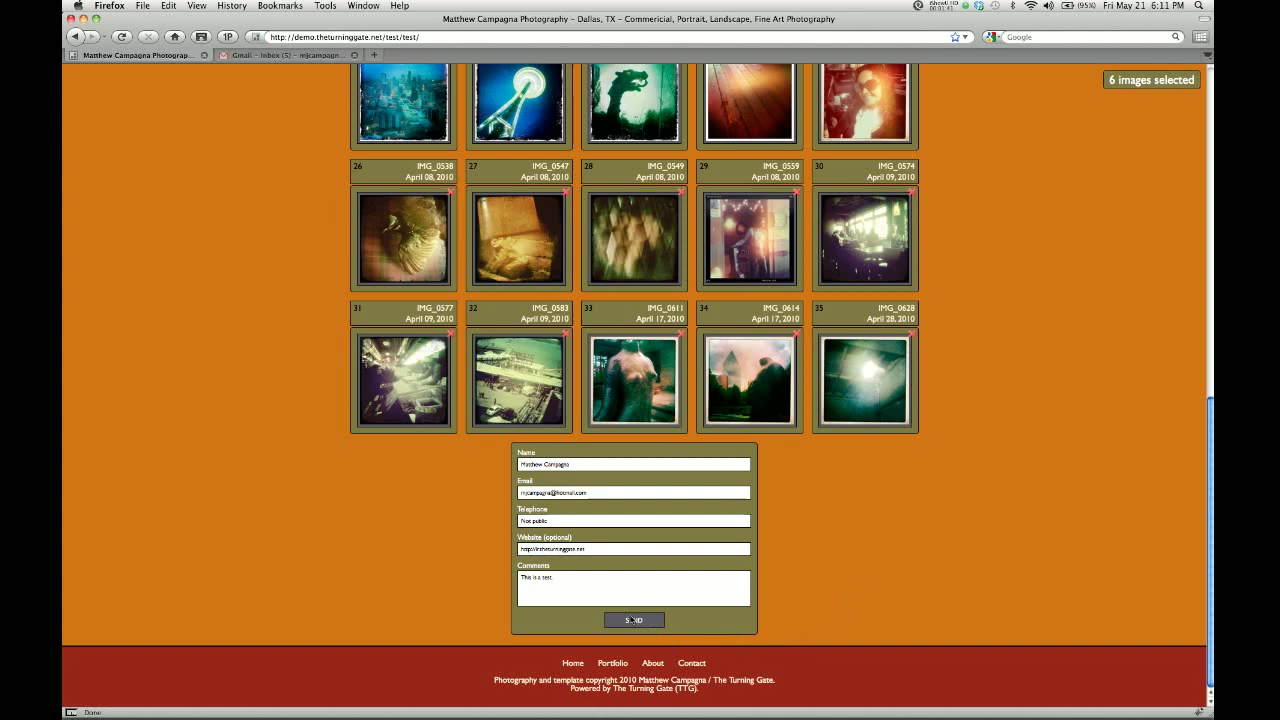 Firefox File Edit View History Bookmarks Tools Window Help
(95%) Fri May 21 6:11 PM
Matthew Campagna Photography – Dallas, TX – Commericial, Portrait, Landscape, Fine Art Photography
1P http://demo.theturninggate.net/test/test/ Google
Matthew Campagna Photograp... Gmail – Inbox (5) – mjcampagn...
6 images selected
26 IMG_0538 27 IMG_0547 28 IMG_0549 29 IMG_0559 30 IMG_0574
April 08, 2010 April 08, 2010 April 08, 2010 April 08, 2010 April 09, 2010
31 IMG_0577 32 IMG_0583 33 IMG_0611 34 IMG_0614 35 IMG_0628
April 09, 2010 April 09, 2010 April 17, 2010 April 17, 2010 April 28, 2010
Name
Matthew Campagna
Email
mjcampagna@hotmail.com
Telephone
Not public
Website (optional)
Comments
This is a test.
SEND
Home Portfolio About Contact
Photography and template copyright 2010 Matthew Campagna / The Turning Gate.
Powered by The Turning Gate (TTG).
Done